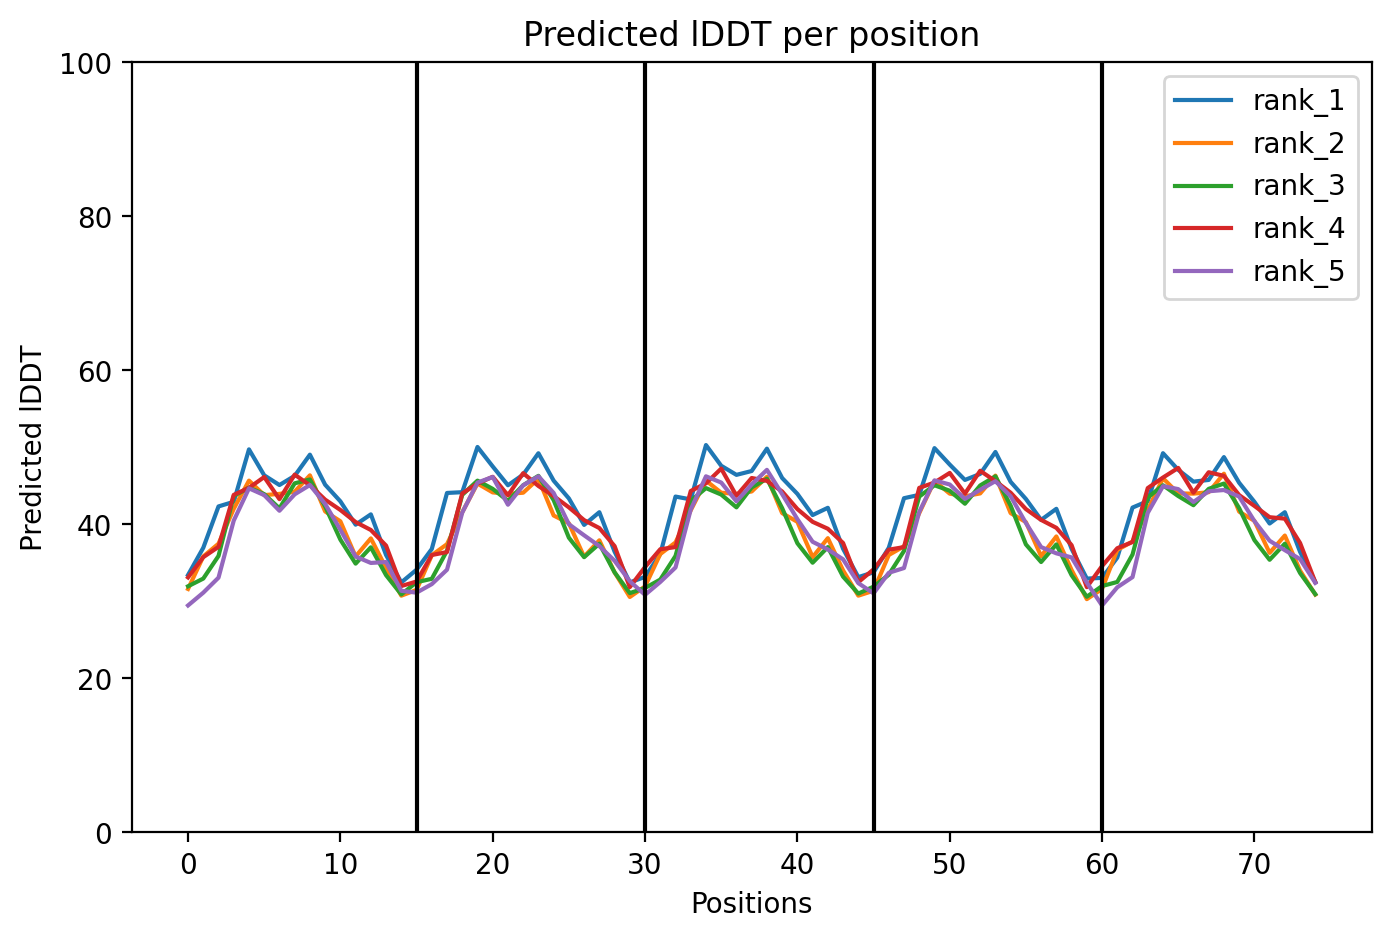 Predicted lDDT per position
100
80
60
40
20
0
Predicted lDDT
0 10 20 30 40 50 60 70
Positions
rank_1
rank_2
rank_3
rank_4
rank_5